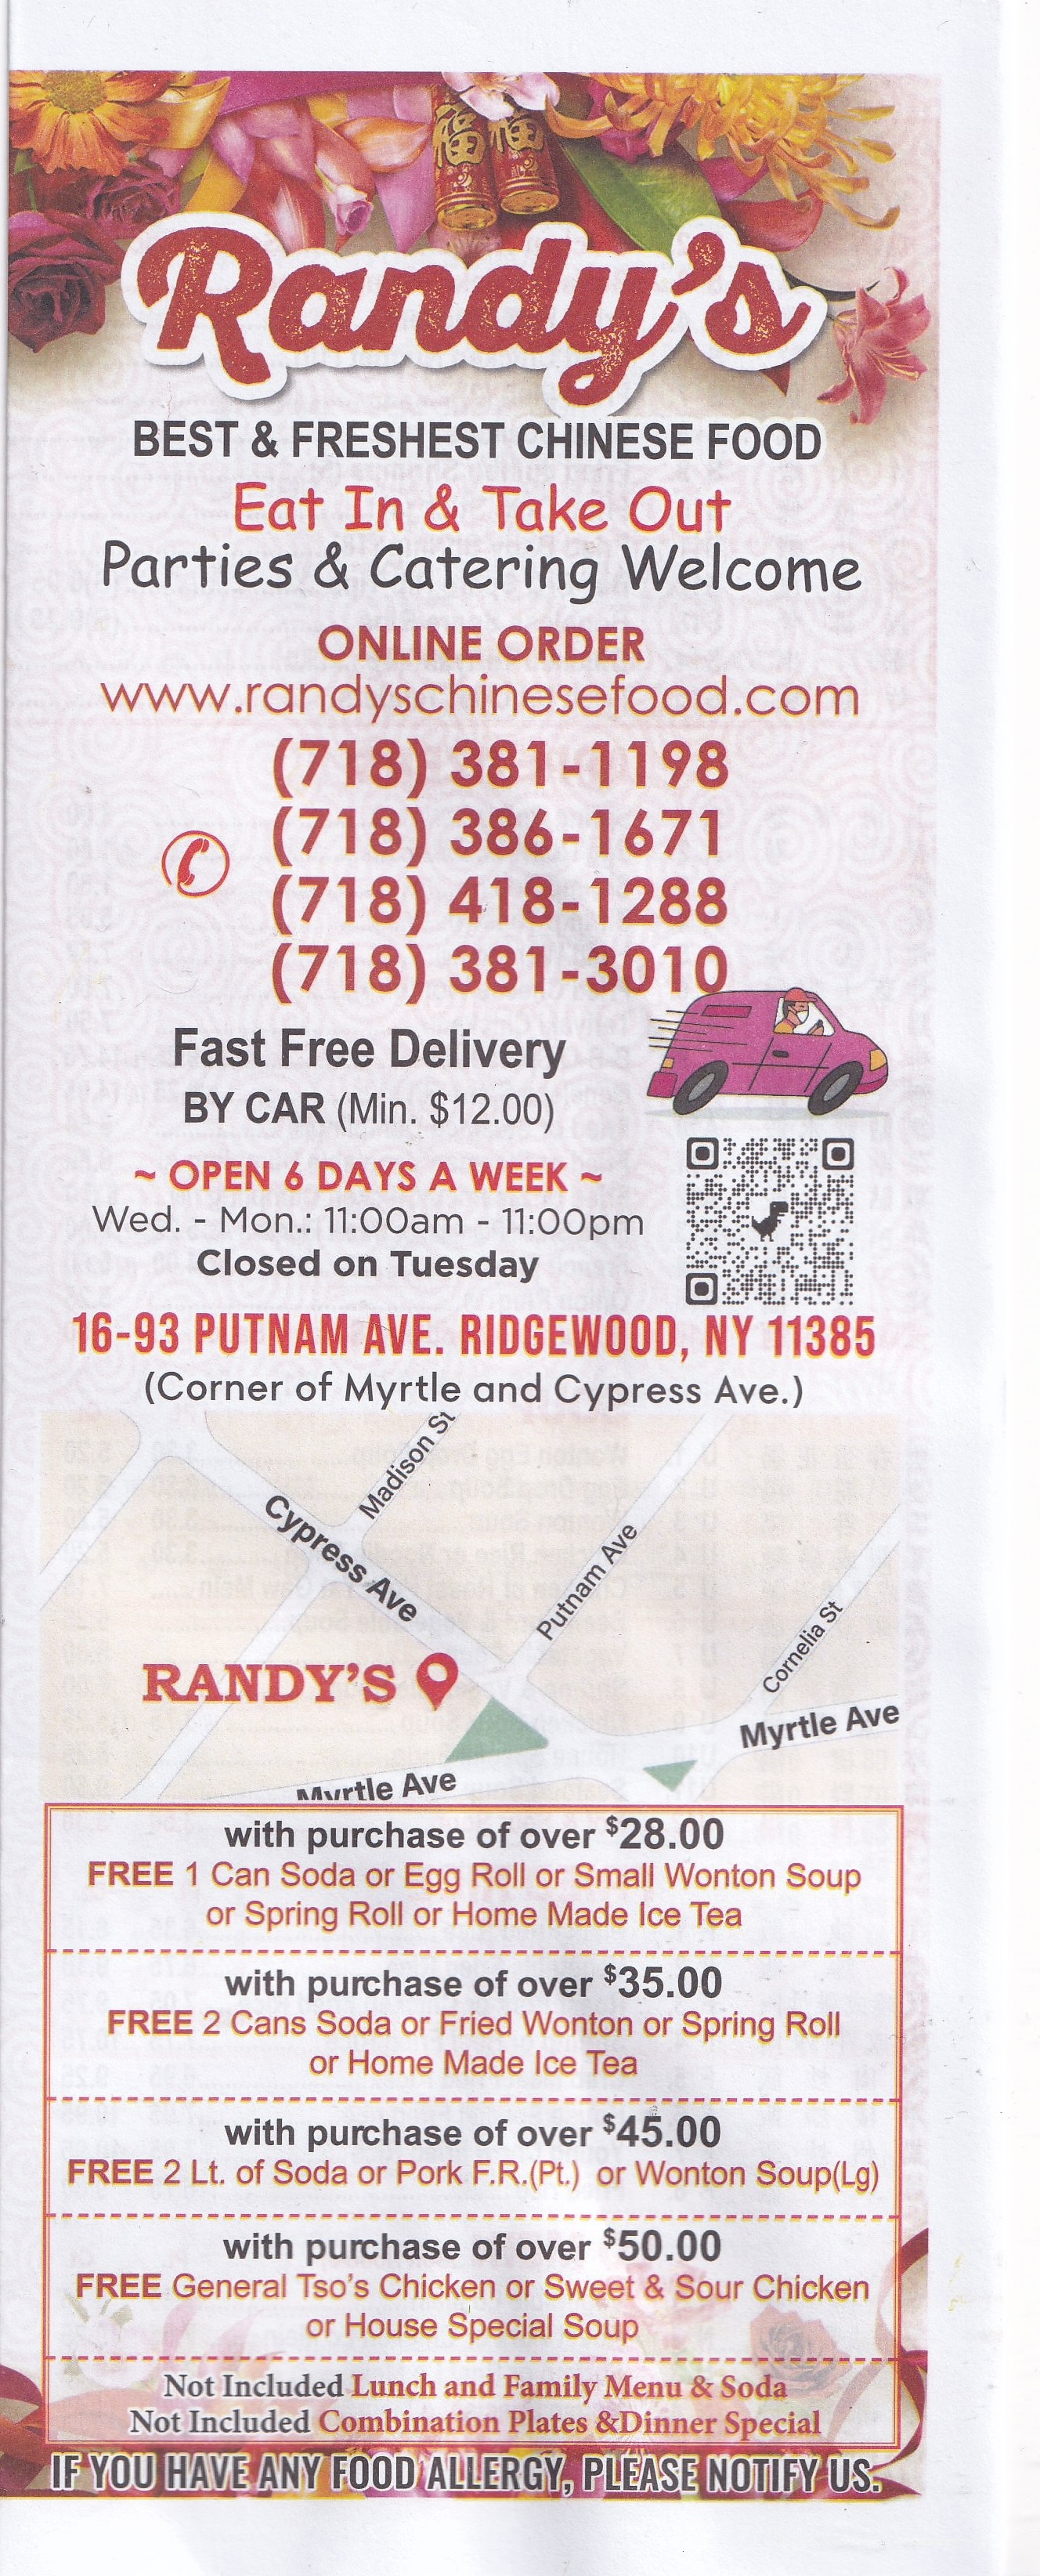 福 福
Randy's
BEST & FRESHEST CHINESE FOOD
Eat In & Take Out
Parties & Catering Welcome
ONLINE ORDER
www.randyschinesefood.com
(718) 381-1198
(718) 386-1671
(718) 418-1288
(718) 381-3010
Fast Free Delivery
BY CAR (Min. $12.00)
~ OPEN 6 DAYS A WEEK ~
Wed. - Mon.: 11:00am - 11:00pm
Closed on Tuesday
16-93 PUTNAM AVE. RIDGEWOOD, NY 11385
(Corner of Myrtle and Cypress Ave.)
Madison St
Cypress Ave
Putnam Ave
Cornelia St
RANDY'S
Myrtle Ave
Myrtle Ave
with purchase of over $28.00
FREE 1 Can Soda or Egg Roll or Small Wonton Soup
or Spring Roll or Home Made Ice Tea
with purchase of over $35.00
FREE 2 Cans Soda or Fried Wonton or Spring Roll
or Home Made Ice Tea
with purchase of over $45.00
FREE 2 Lt. of Soda or Pork F.R.(Pt.) or Wonton Soup(Lg)
with purchase of over $50.00
FREE General Tso's Chicken or Sweet & Sour Chicken
or House Special Soup
Not Included Lunch and Family Menu & Soda
Not Included Combination Plates &Dinner Special
IF YOU HAVE ANY FOOD ALLERGY, PLEASE NOTIFY US.